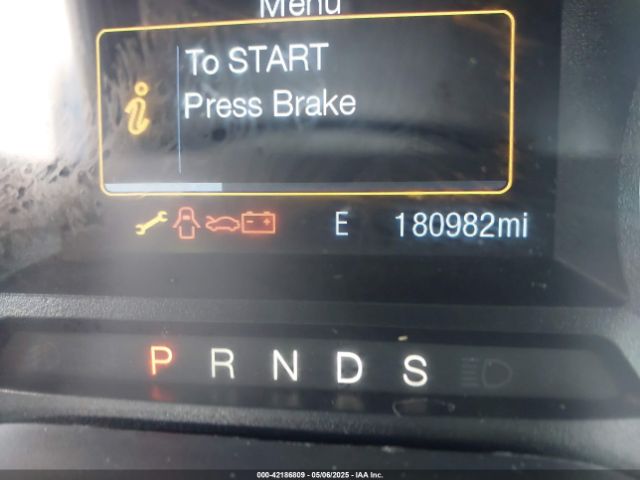 Menu
To START
Press Brake
E 180982mi
P R N D S
000-42186809 - 05/06/2025 - IAA Inc.